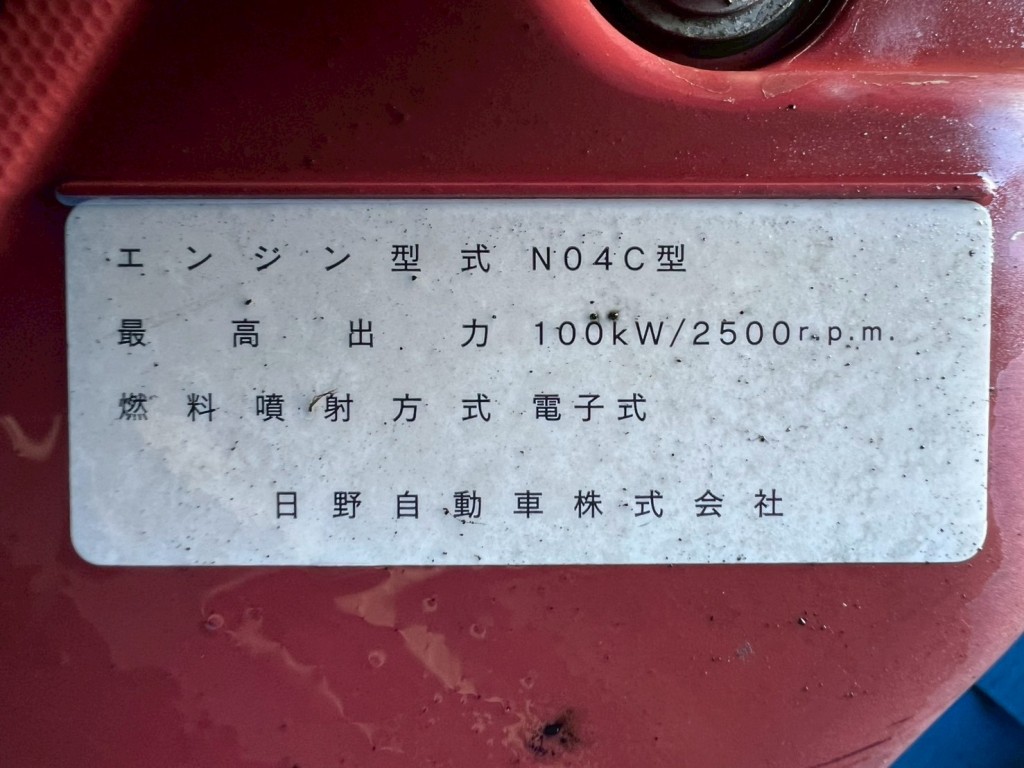 エンジン型式 N04C型
最高出力 100kW/2500r.p.m.
燃料噴射方式 電子式
日野自動車株式会社